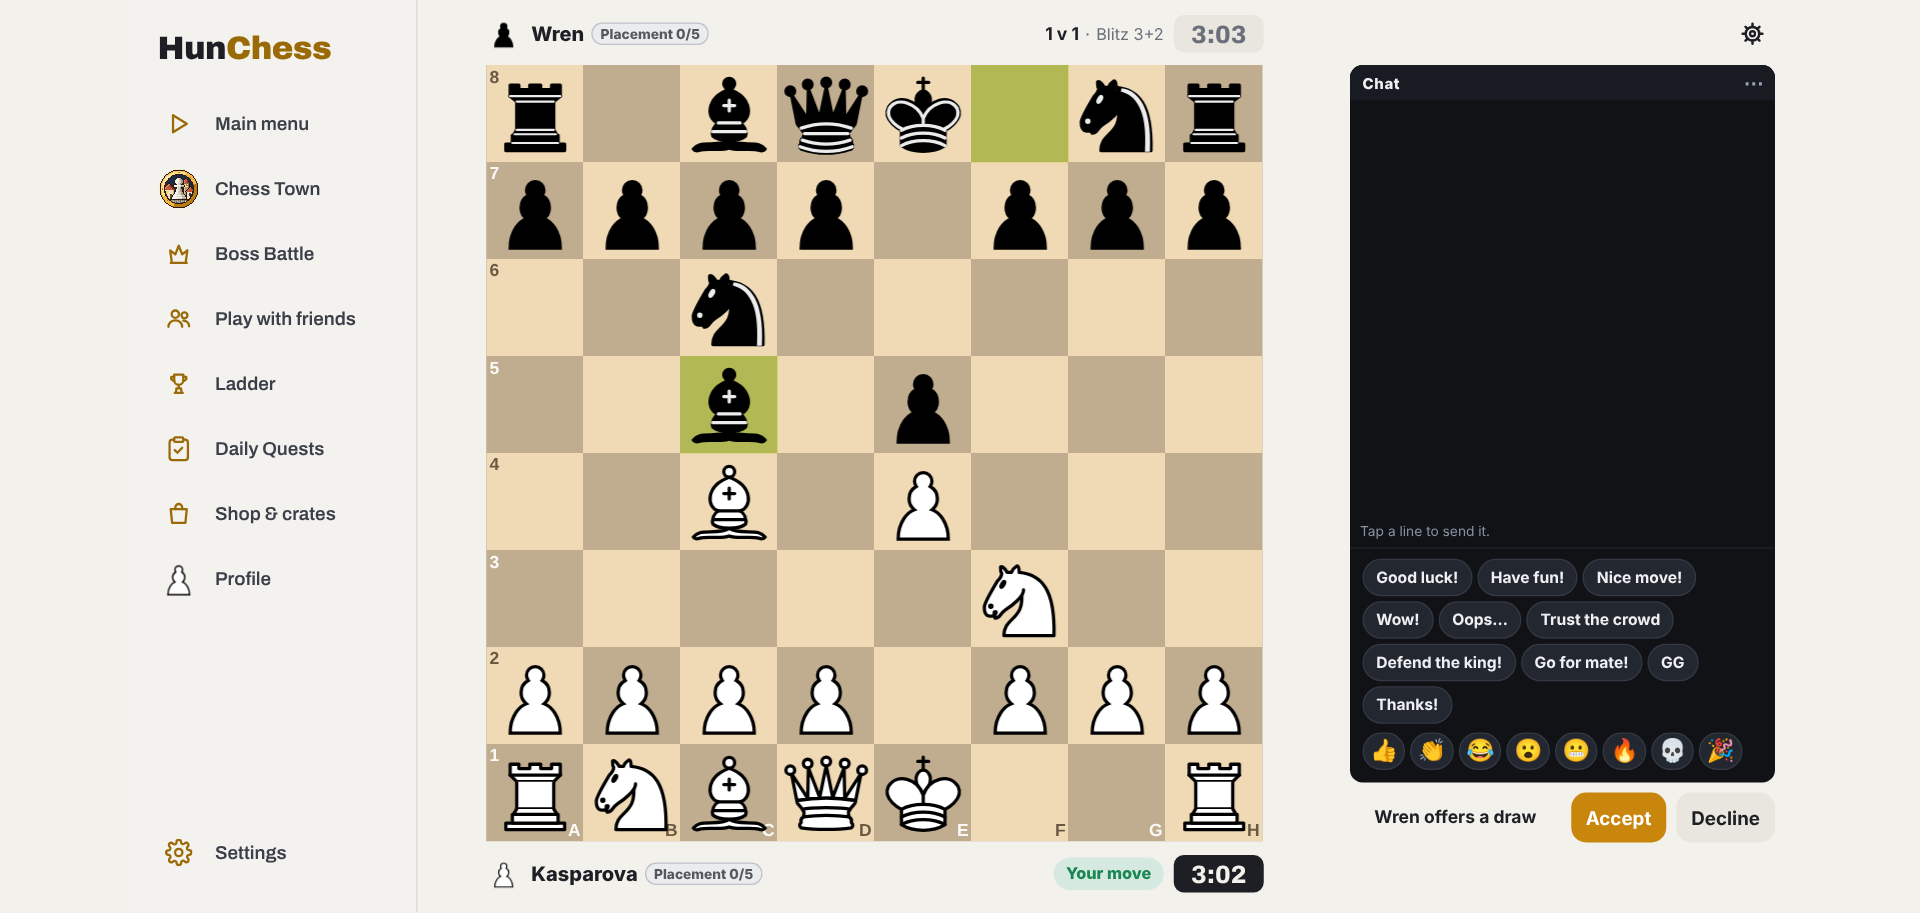 HunChess
Main menu
Chess Town
Boss Battle
Play with friends
Ladder
Daily Quests
Shop & crates
Profile
Settings
Wren Placement 0/5
1 v 1 · Blitz 3+2 3:03
8
7
6
5
4
3
2
1
A B C D E F G H
Kasparova Placement 0/5
Your move 3:02
Chat
Tap a line to send it.
Good luck! Have fun! Nice move!
Wow! Oops... Trust the crowd
Defend the king! Go for mate! GG
Thanks!
Wren offers a draw Accept Decline